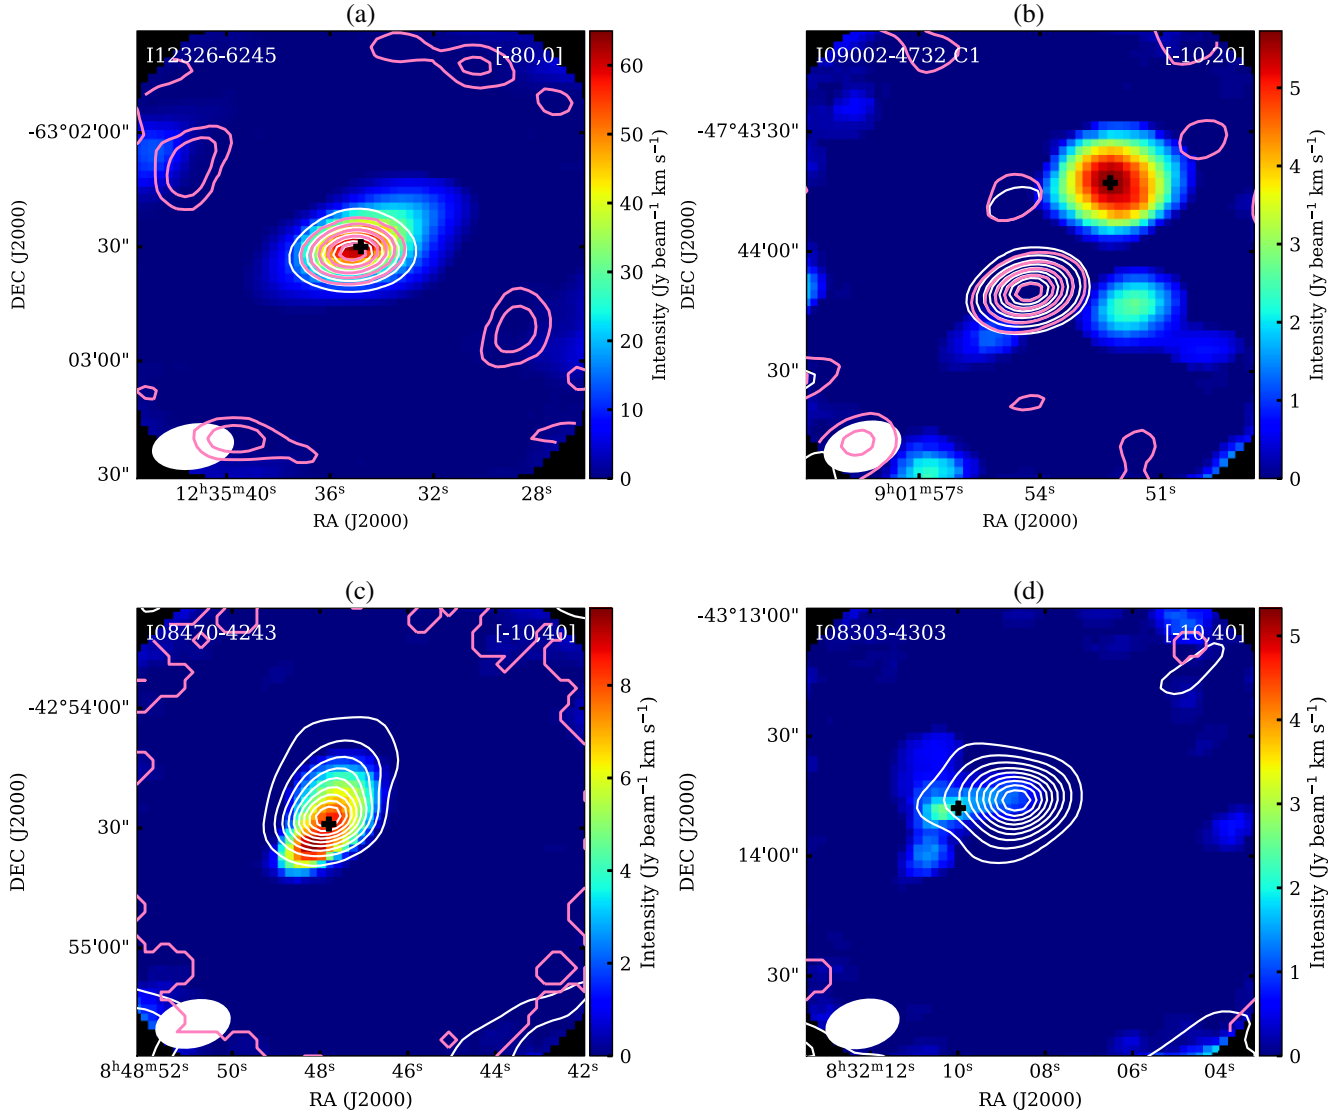 (a)
I12326-6245 [-80,0]
-63°02'00"
30"
03'00"
30"
DEC (J2000)
12ʰ35ᵐ40ˢ 36ˢ 32ˢ 28ˢ
RA (J2000)
60
50
40
30
20
10
0
Intensity (Jy beam⁻¹ km s⁻¹)
(b)
I09002-4732 C1 [-10,20]
-47°43'30"
44'00"
30"
DEC (J2000)
9ʰ01ᵐ57ˢ 54ˢ 51ˢ
RA (J2000)
5
4
3
2
1
0
Intensity (Jy beam⁻¹ km s⁻¹)
(c)
I08470-4243 [-10,40]
-42°54'00"
30"
55'00"
DEC (J2000)
8ʰ48ᵐ52ˢ 50ˢ 48ˢ 46ˢ 44ˢ 42ˢ
RA (J2000)
8
6
4
2
0
Intensity (Jy beam⁻¹ km s⁻¹)
(d)
I08303-4303 [-10,40]
-43°13'00"
30"
14'00"
30"
DEC (J2000)
8ʰ32ᵐ12ˢ 10ˢ 08ˢ 06ˢ 04ˢ
RA (J2000)
5
4
3
2
1
0
Intensity (Jy beam⁻¹ km s⁻¹)